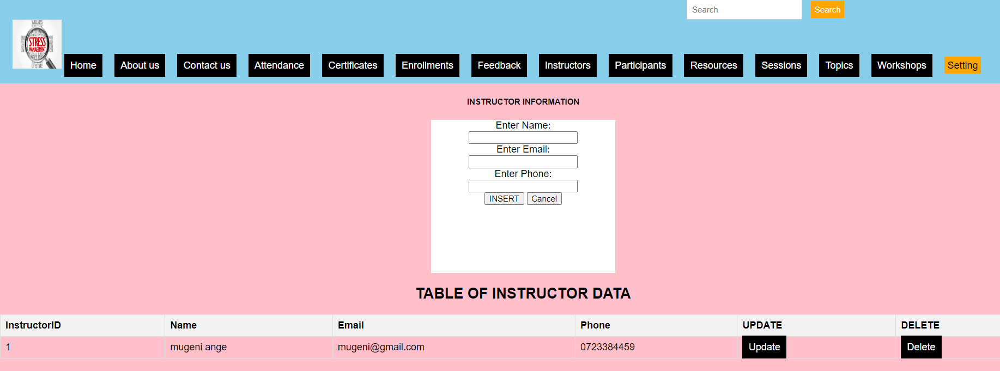 Search Search
WELLNESS
STRESS
MANAGEMENT
LIFESTYLE
Home About us Contact us Attendance Certificates Enrollments Feedback Instructors Participants Resources Sessions Topics Workshops Setting
INSTRUCTOR INFORMATION
Enter Name:
Enter Email:
Enter Phone:
INSERT Cancel
TABLE OF INSTRUCTOR DATA
InstructorID Name Email Phone UPDATE DELETE
1 mugeni ange mugeni@gmail.com 0723384459 Update Delete